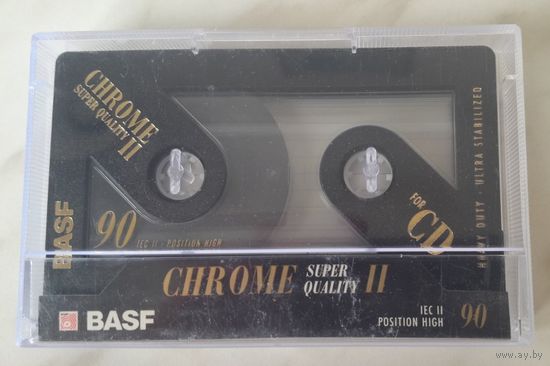 CHROME
SUPER QUALITY II
BASF
90
IEC II · POSITION HIGH
FOR
CD
HEAVY DUTY · ULTRA STABILIZED
CHROME SUPER QUALITY II
BASF
IEC II
POSITION HIGH
90
www.ay.by